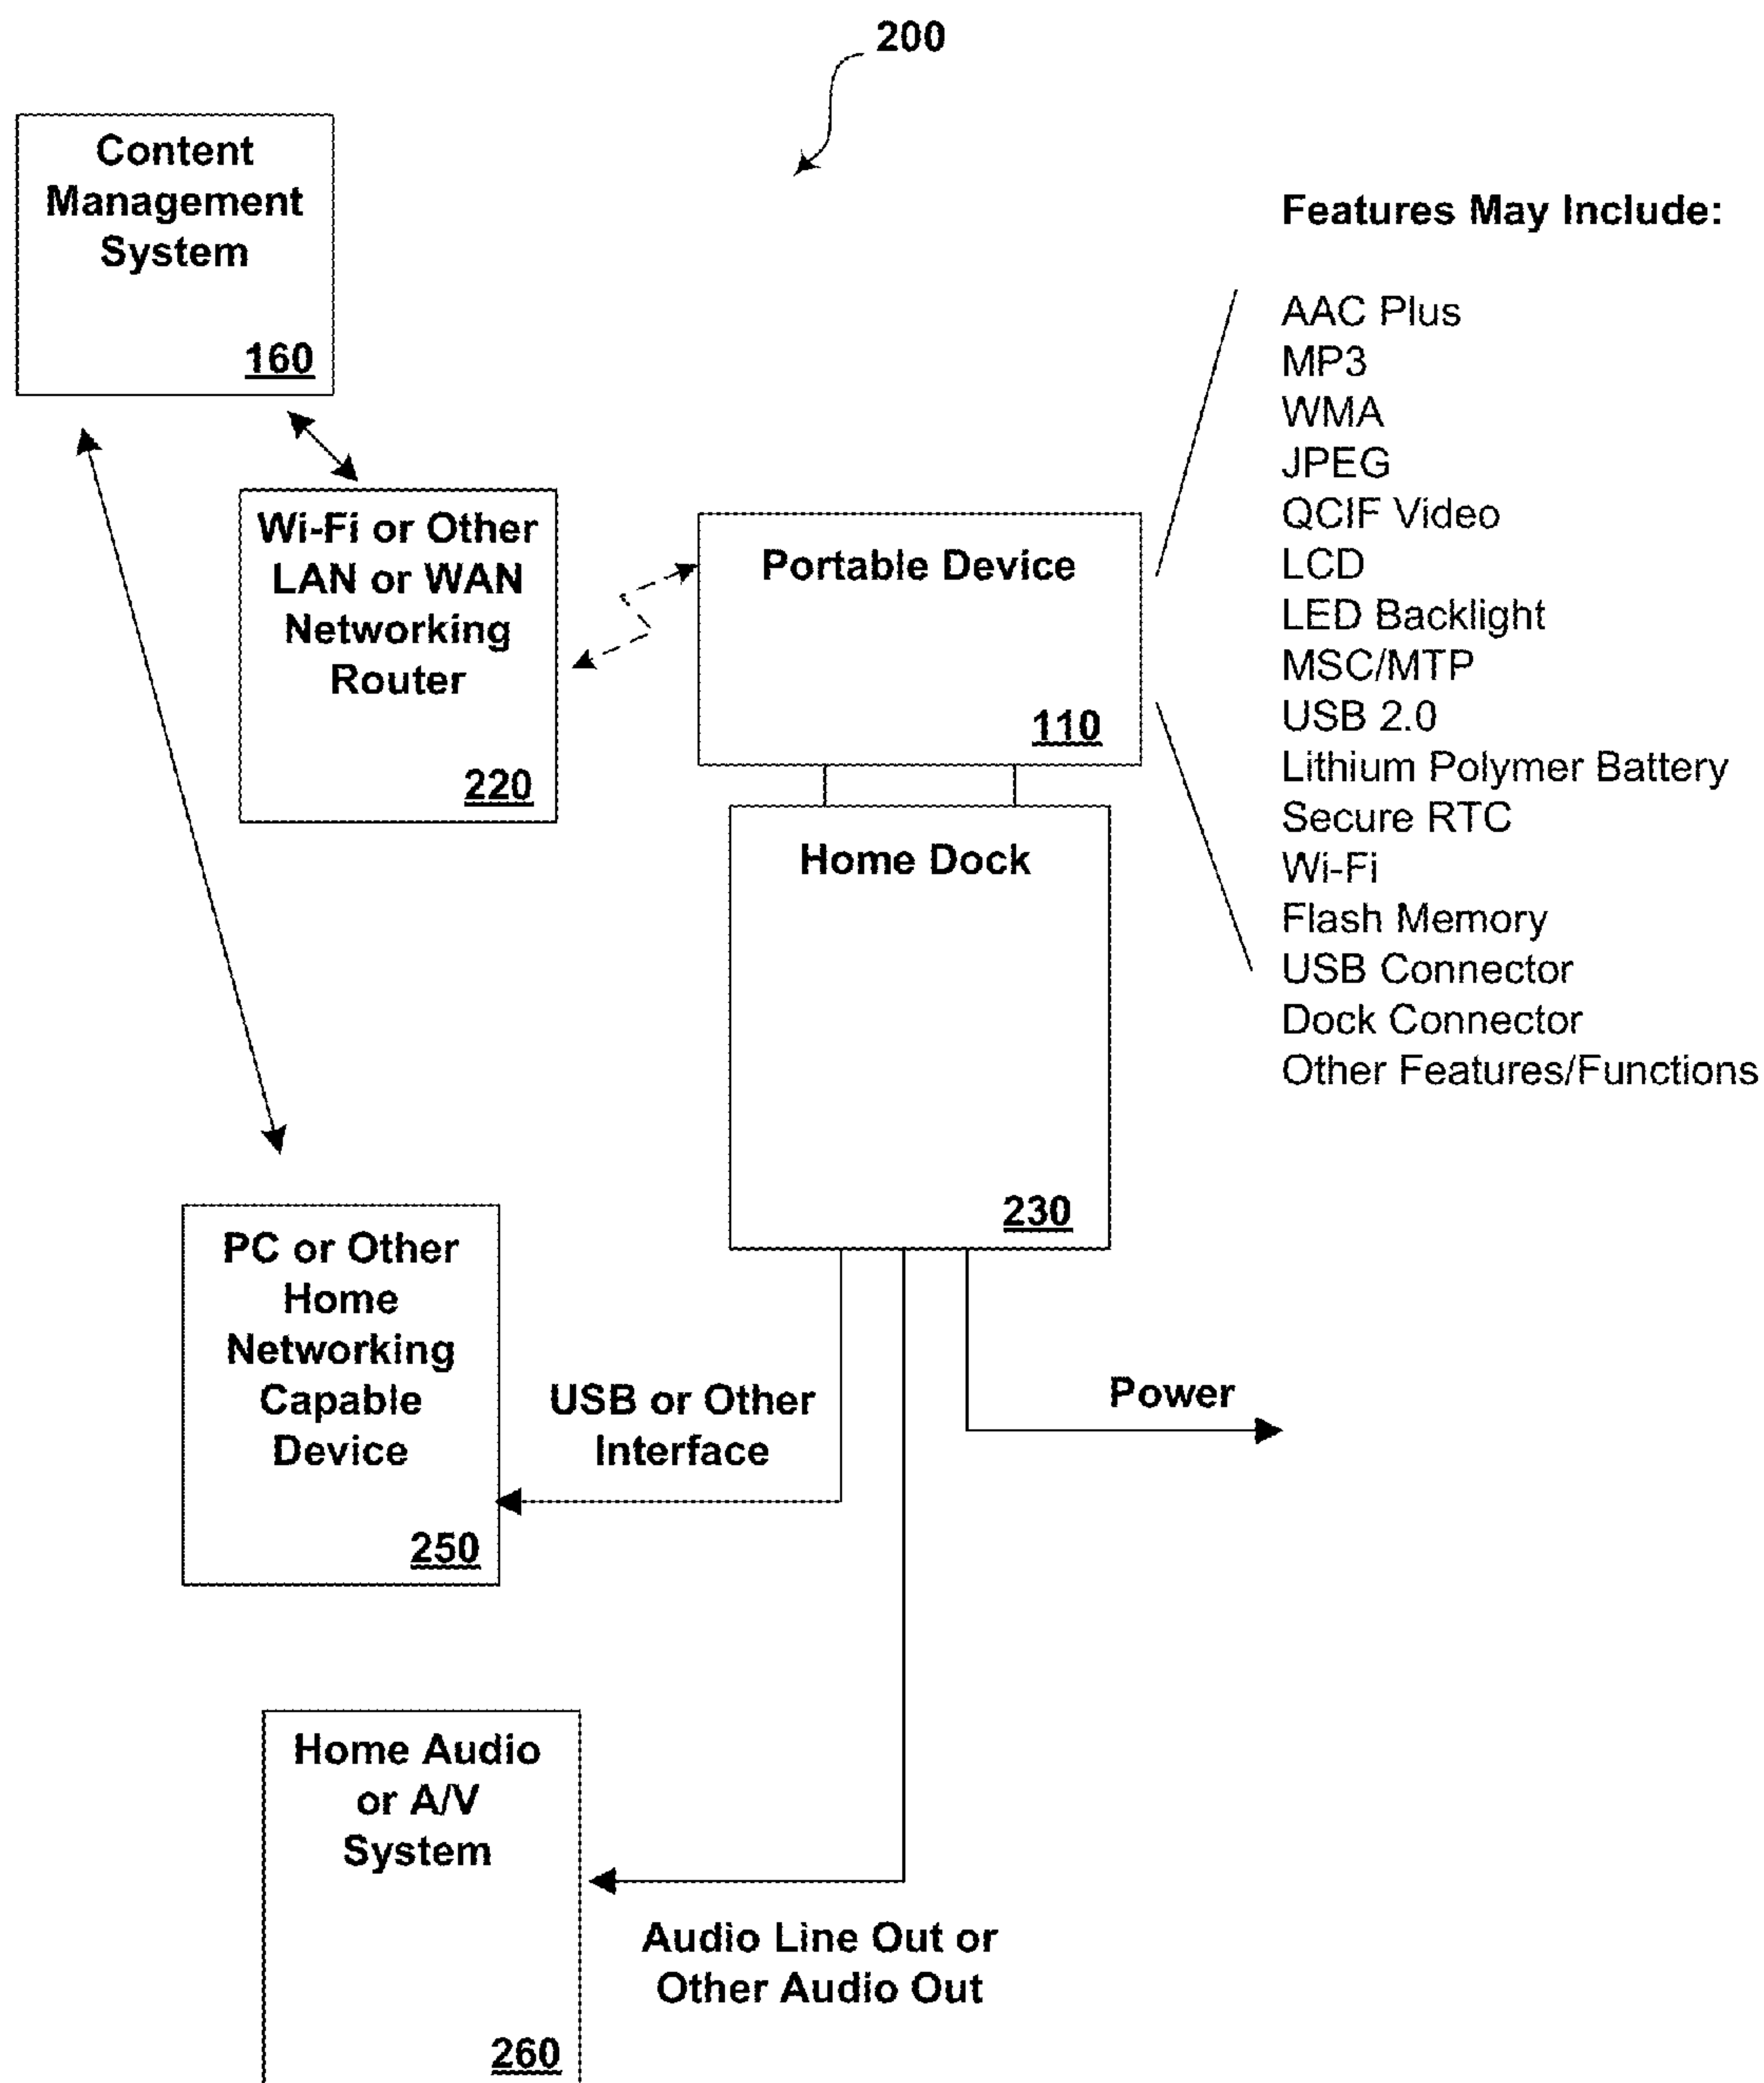 200
Content
Management
System
160
Features May Include:
AAC Plus
MP3
WMA
JPEG
QCIF Video
LCD
LED Backlight
MSC/MTP
USB 2.0
Lithium Polymer Battery
Secure RTC
Wi-Fi
Flash Memory
USB Connector
Dock Connector
Other Features/Functions
Wi-Fi or Other
LAN or WAN
Networking
Router
220
Portable Device
110
Home Dock
230
PC or Other
Home
Networking
Capable
Device
250
USB or Other
Interface
Power
Home Audio
or A/V
System
260
Audio Line Out or
Other Audio Out